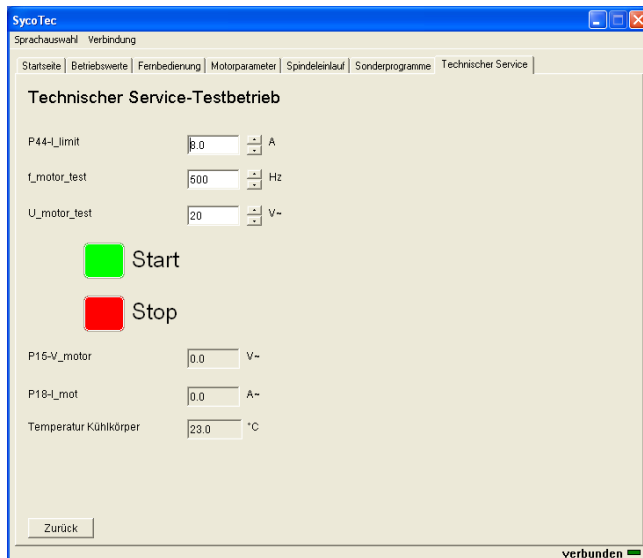 SycoTec
Sprachauswahl Verbindung
Startseite Betriebswerte Fernbedienung Motorparameter Spindeleinlauf Sonderprogramme Technischer Service
Technischer Service-Testbetrieb
P44-I_limit 8.0 A
f_motor_test 500 Hz
U_motor_test 20 V~
Start
Stop
P15-V_motor 0.0 V~
P18-I_mot 0.0 A~
Temperatur Kühlkörper 23.0 °C
Zurück
verbunden